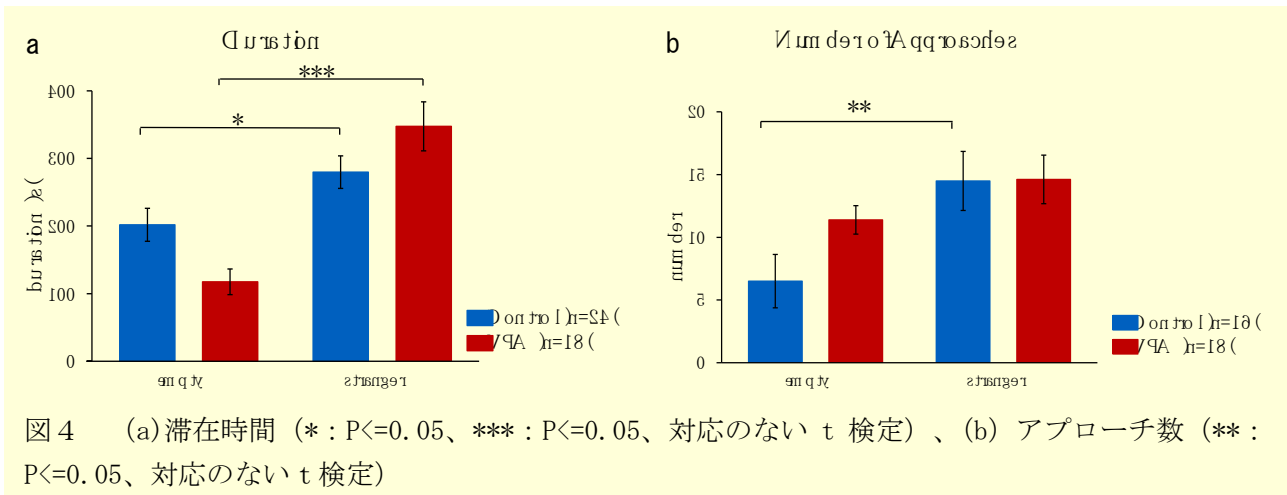 a
Duration
***
*
400
300
200
100
0
duration (s)
empty
stranger
Control (n=24)
APV (n=18)
b
Number of Approaches
**
20
15
10
5
0
number
empty
stranger
Control (n=16)
APV (n=18)
図4 (a)滞在時間(*:P<=0.05、***:P<=0.05、対応のない t 検定)、(b) アプローチ数(**:
P<=0.05、対応のない t 検定)